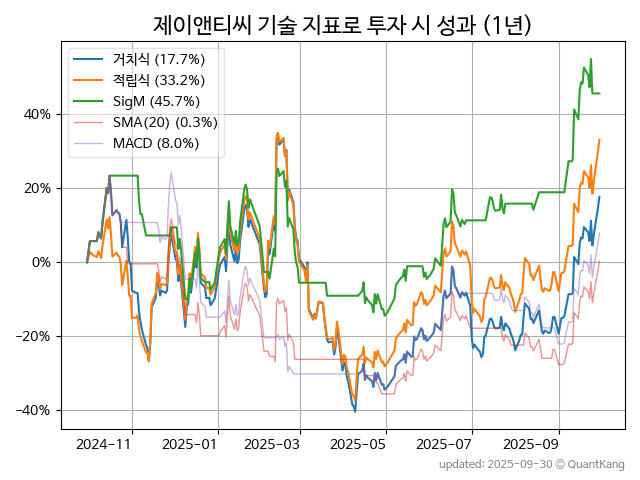 제이앤티씨 기술 지표로 투자 시 성과 (1년)
거치식 (17.7%)
적립식 (33.2%)
SigM (45.7%)
SMA(20) (0.3%)
MACD (8.0%)
40%
20%
0%
−20%
−40%
2024-11 2025-01 2025-03 2025-05 2025-07 2025-09
updated: 2025-09-30 © QuantKang